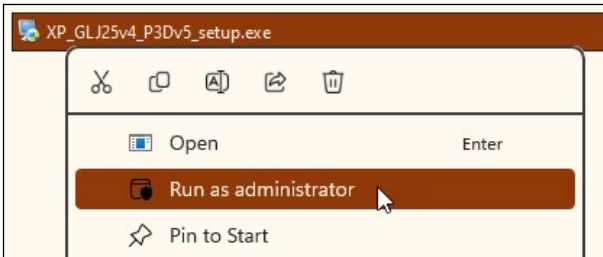 XP_GLJ25v4_P3Dv5_setup.exe
Open Enter
Run as administrator
Pin to Start